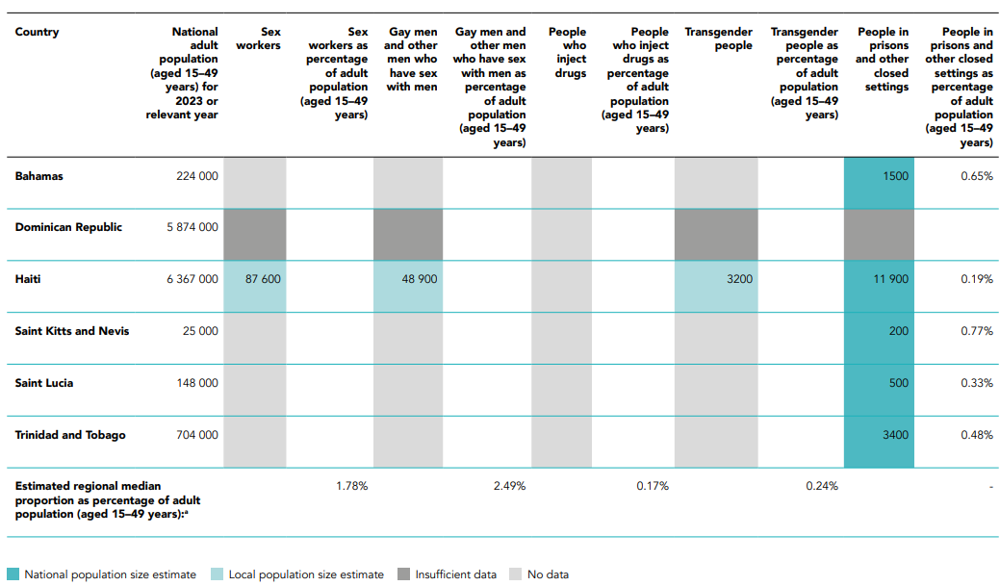 Country National adult population (aged 15–49 years) for 2023 or relevant year Sex workers Sex workers as percentage of adult population (aged 15–49 years) Gay men and other men who have sex with men Gay men and other men who have sex with men as percentage of adult population (aged 15–49 years) People who inject drugs People who inject drugs as percentage of adult population (aged 15–49 years) Transgender people Transgender people as percentage of adult population (aged 15–49 years) People in prisons and other closed settings People in prisons and other closed settings as percentage of adult population (aged 15–49 years)
Bahamas 224 000 1500 0.65%
Dominican Republic 5 874 000
Haiti 6 367 000 87 600 48 900 3200 11 900 0.19%
Saint Kitts and Nevis 25 000 200 0.77%
Saint Lucia 148 000 500 0.33%
Trinidad and Tobago 704 000 3400 0.48%
Estimated regional median
proportion as percentage of adult
population (aged 15–49 years):ª 1.78% 2.49% 0.17% 0.24% -
National population size estimate Local population size estimate Insufficient data No data